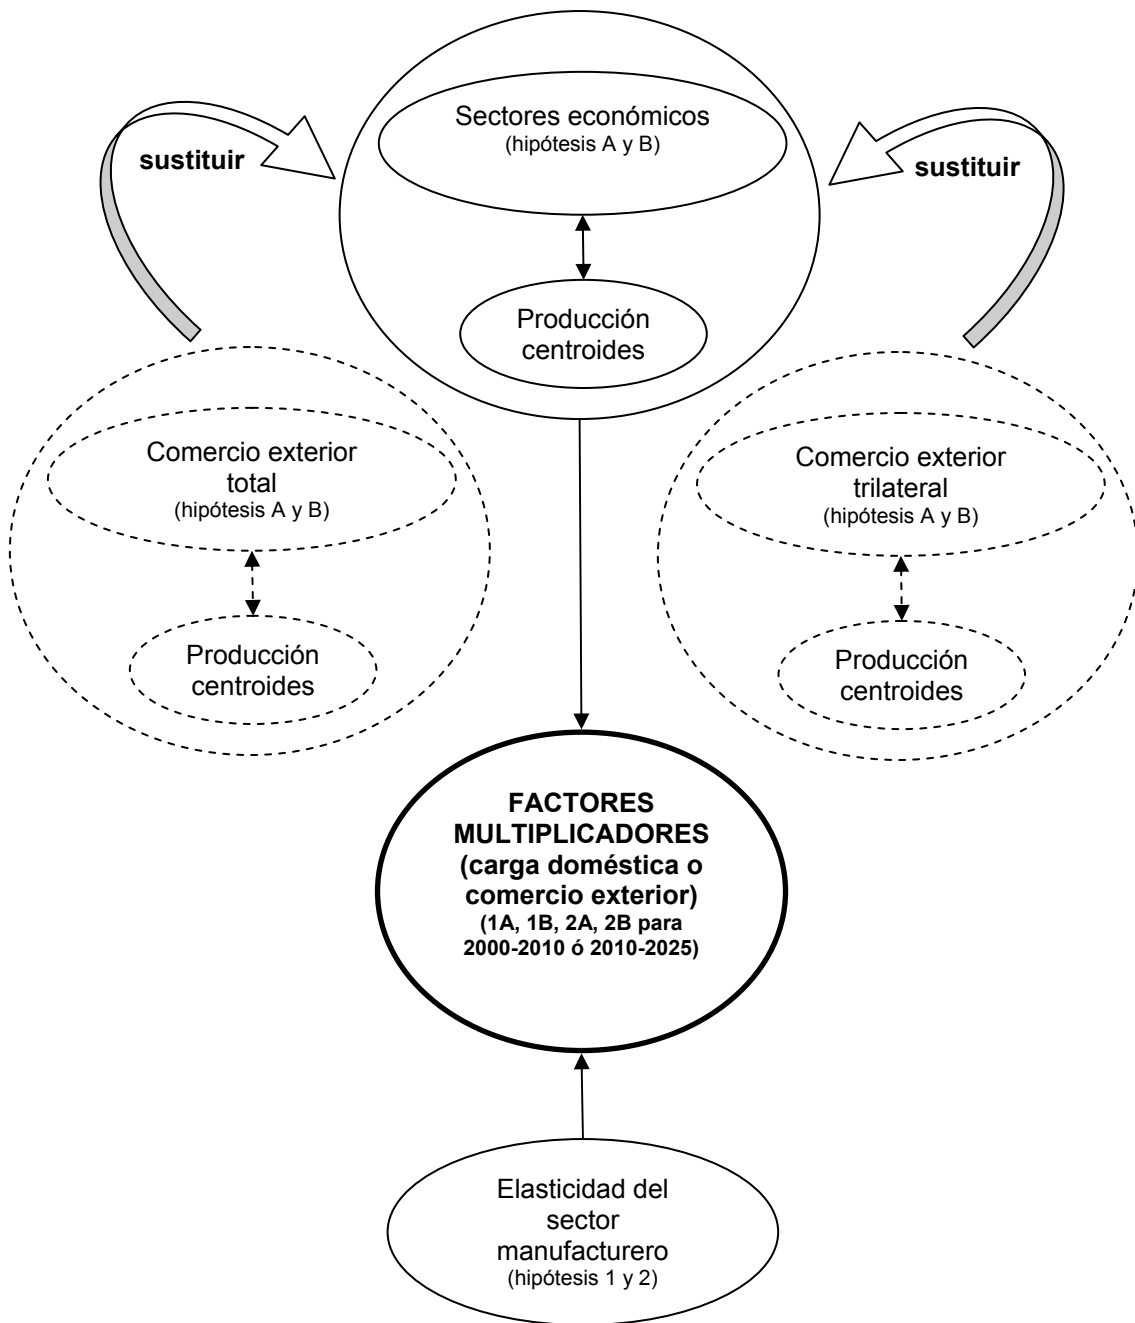 Sectores económicos
(hipótesis A y B)
sustituir
sustituir
Producción
centroides
Comercio exterior
total
(hipótesis A y B)
Comercio exterior
trilateral
(hipótesis A y B)
Producción
centroides
Producción
centroides
FACTORES
MULTIPLICADORES
(carga doméstica o
comercio exterior)
(1A, 1B, 2A, 2B para
2000-2010 ó 2010-2025)
Elasticidad del
sector
manufacturero
(hipótesis 1 y 2)